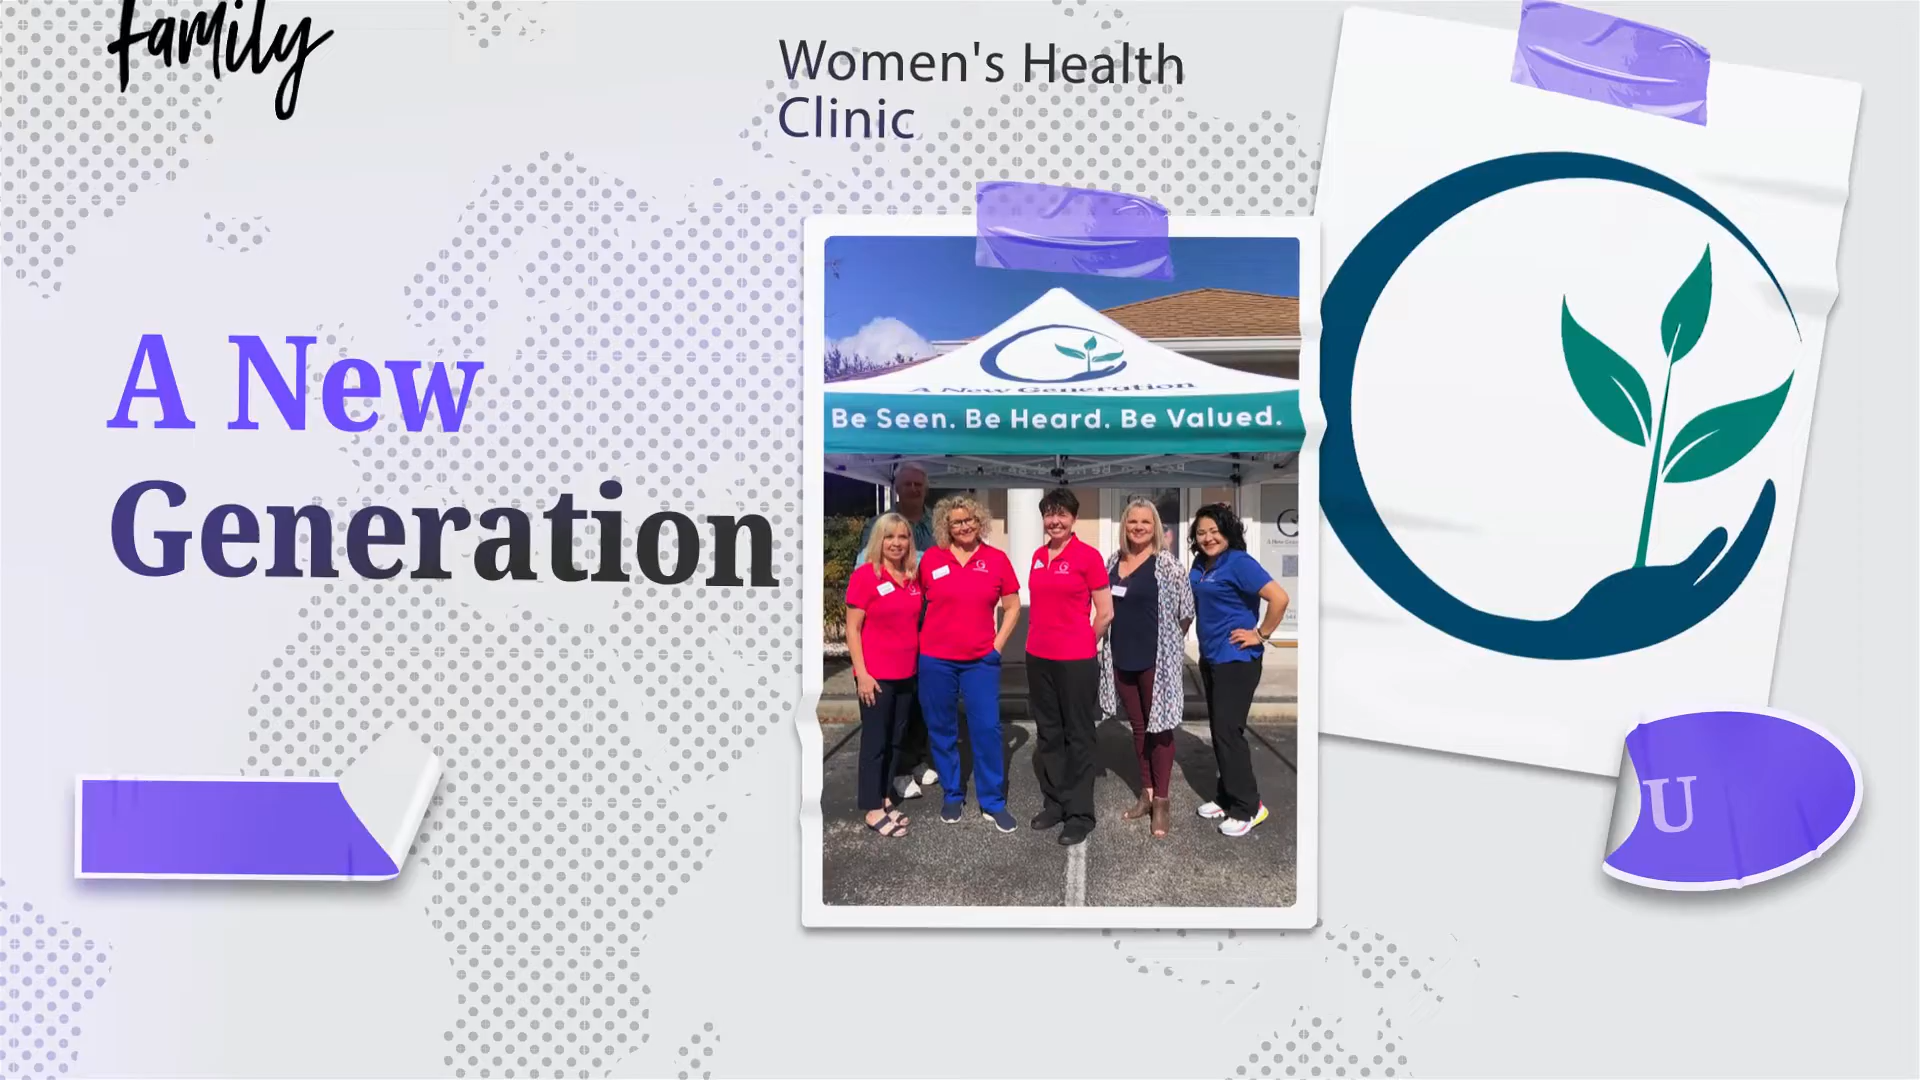 family
Women's Health
Clinic
A New
Generation
A New Generation
Be Seen. Be Heard. Be Valued.
U